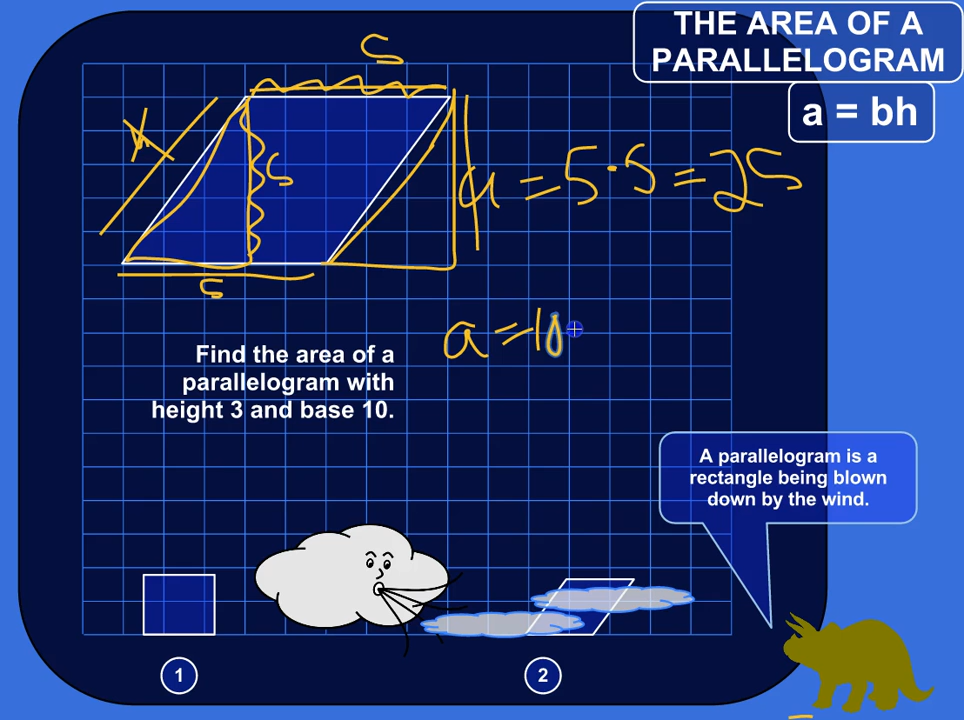 THE AREA OF A
PARALLELOGRAM
a = bh
5
5
5
a = 5 · 5 = 25
a = 10
Find the area of a
parallelogram with
height 3 and base 10.
A parallelogram is a
rectangle being blown
down by the wind.
1
2